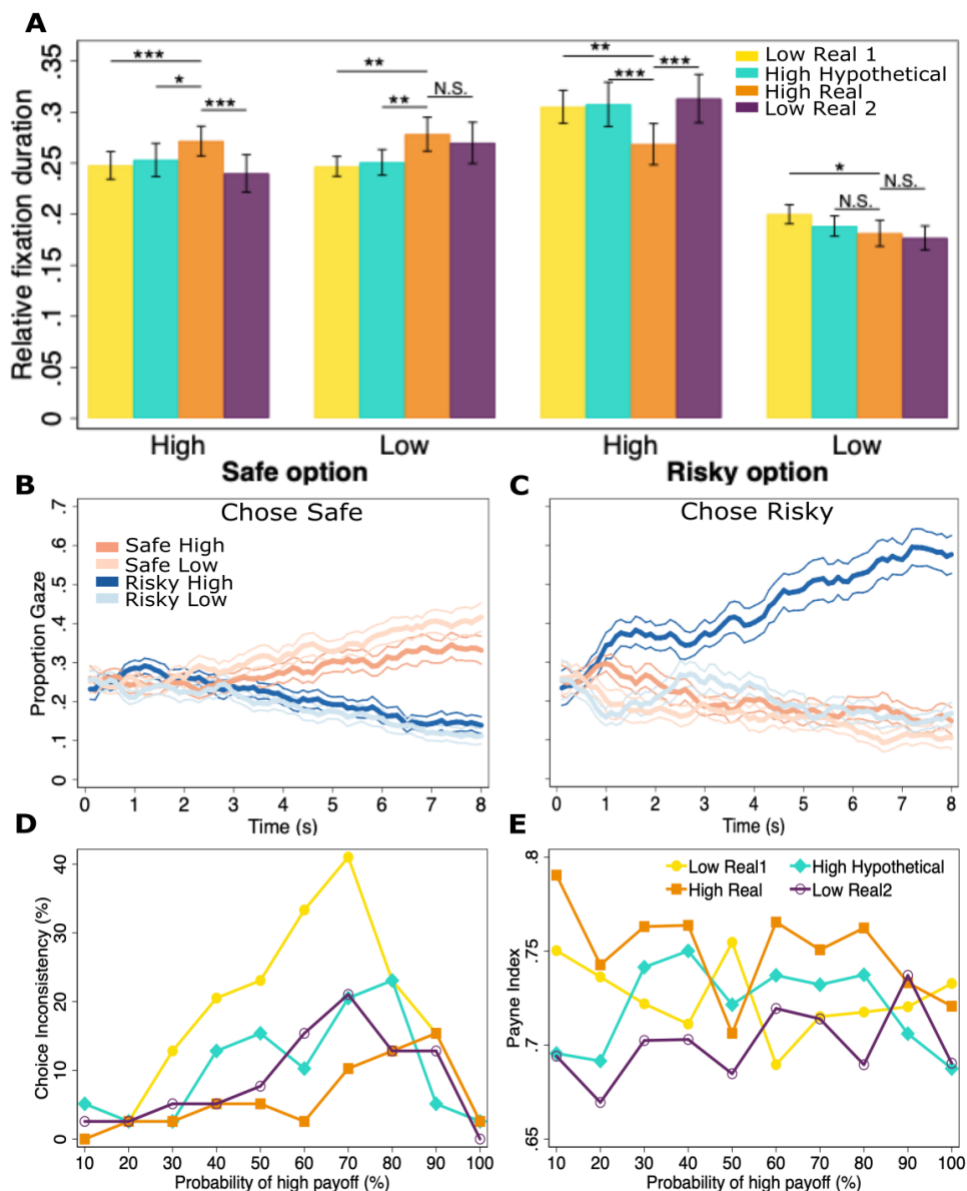 A
Relative fixation duration
.35
.3
.25
.2
.15
.1
.05
0
***
*
***
**
**
N.S.
**
***
***
*
N.S.
N.S.
Low Real 1
High Hypothetical
High Real
Low Real 2
High Low High Low
Safe option Risky option
B
Chose Safe
Safe High
Safe Low
Risky High
Risky Low
Proportion Gaze
.7
.6
.5
.4
.3
.2
.1
0
0 1 2 3 4 5 6 7 8
Time (s)
C
Chose Risky
0 1 2 3 4 5 6 7 8
Time (s)
D
Choice Inconsistency (%)
40
30
20
10
0
10 20 30 40 50 60 70 80 90 100
Probability of high payoff (%)
E
Low Real1 High Hypothetical
High Real Low Real2
Payne Index
.8
.75
.7
.65
10 20 30 40 50 60 70 80 90 100
Probability of high payoff (%)